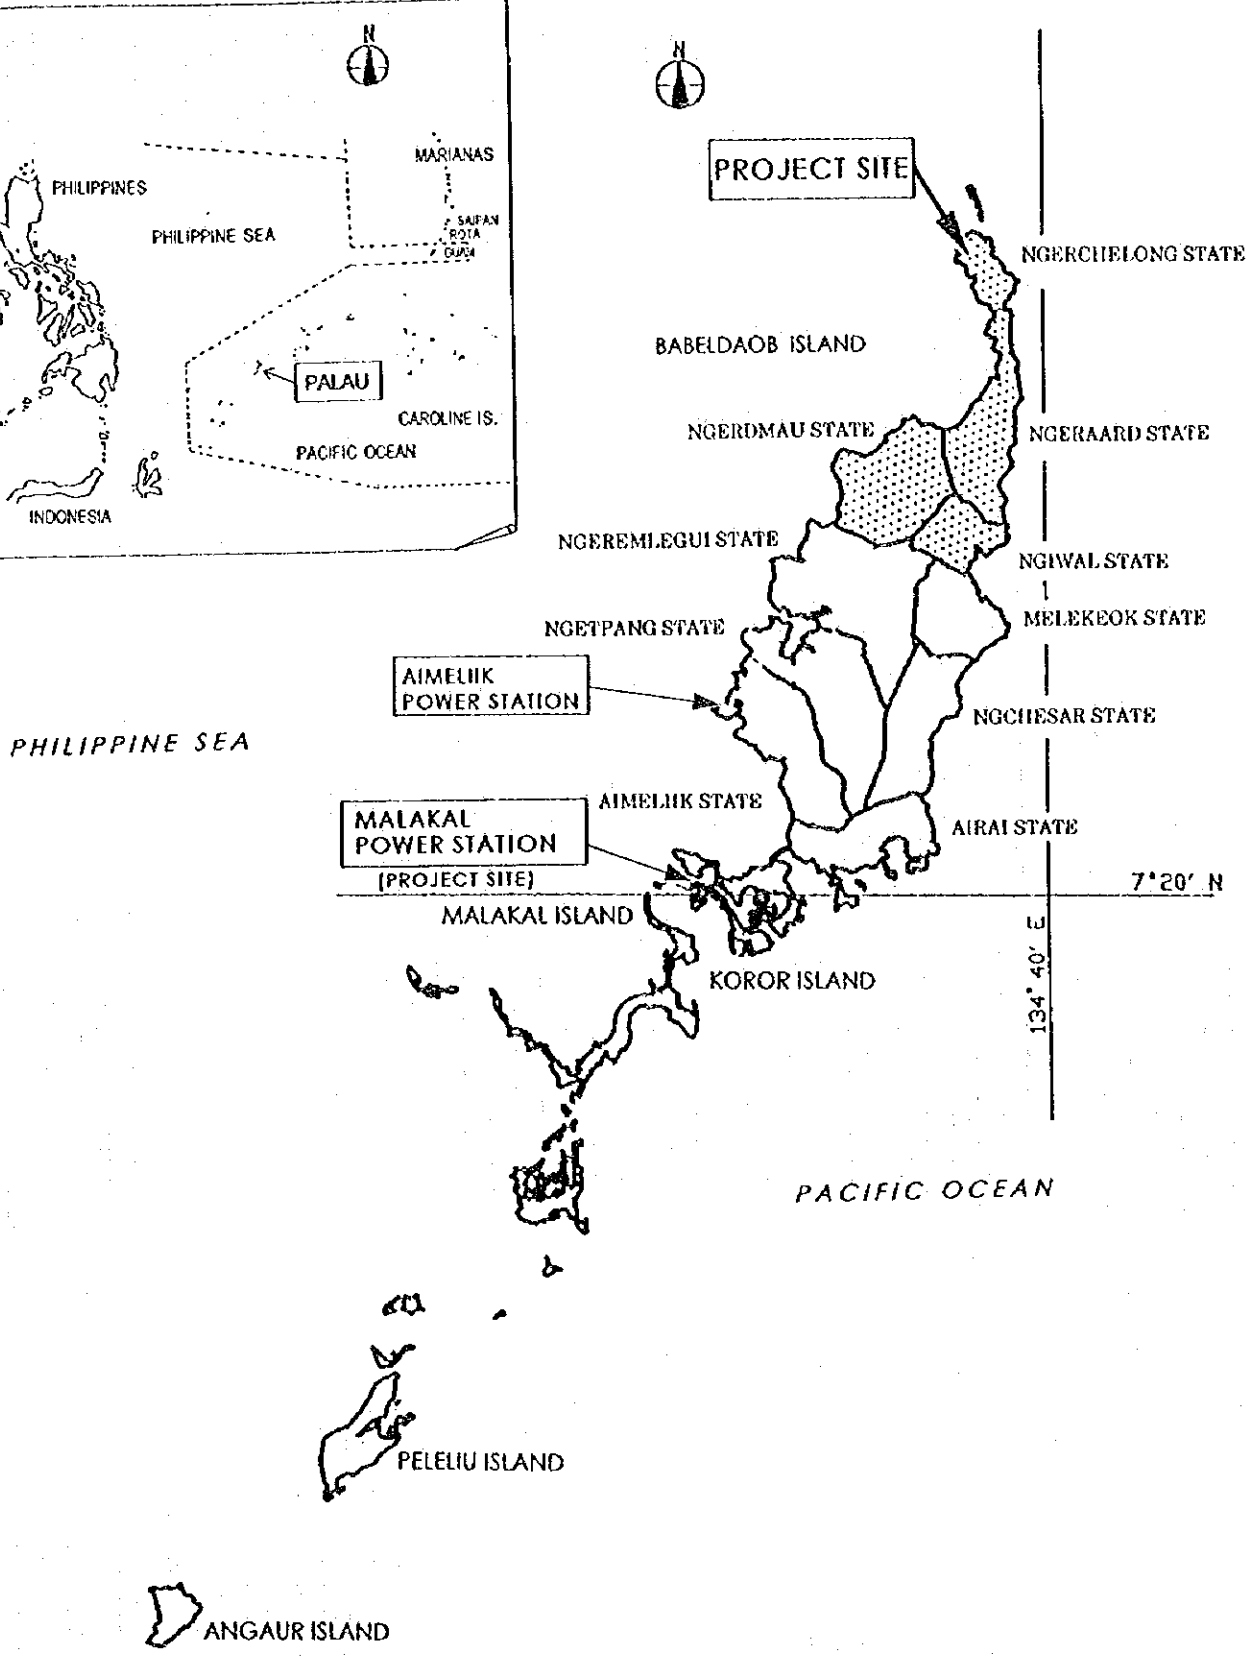 N
MARIANAS
PHILIPPINES
PHILIPPINE SEA
SAIPAN
ROTA
GUAM
PALAU
CAROLINE IS.
PACIFIC OCEAN
INDONESIA
N
PROJECT SITE
NGERCHELONG STATE
BABELDAOB ISLAND
NGERDMAU STATE
NGERAARD STATE
NGEREMLEGUI STATE
NGIWAL STATE
NGETPANG STATE
MELEKEOK STATE
AIMELIIK
POWER STATION
NGCHESAR STATE
PHILIPPINE SEA
AIMELIIK STATE
MALAKAL
POWER STATION
(PROJECT SITE)
AIRAI STATE
7°20′ N
MALAKAL ISLAND
KOROR ISLAND
134° 40′ E
PACIFIC OCEAN
PELELIU ISLAND
ANGAUR ISLAND